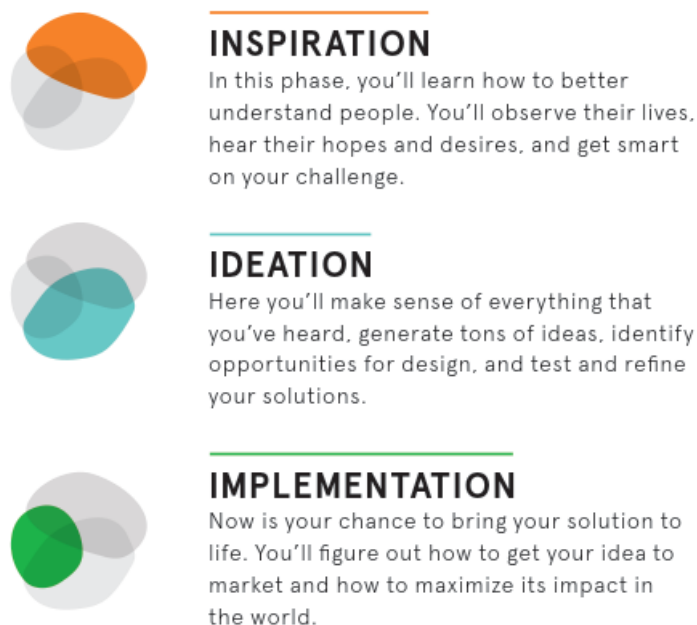 INSPIRATION
In this phase, you’ll learn how to better
understand people. You’ll observe their lives,
hear their hopes and desires, and get smart
on your challenge.
IDEATION
Here you’ll make sense of everything that
you’ve heard, generate tons of ideas, identify
opportunities for design, and test and refine
your solutions.
IMPLEMENTATION
Now is your chance to bring your solution to
life. You’ll figure out how to get your idea to
market and how to maximize its impact in
the world.